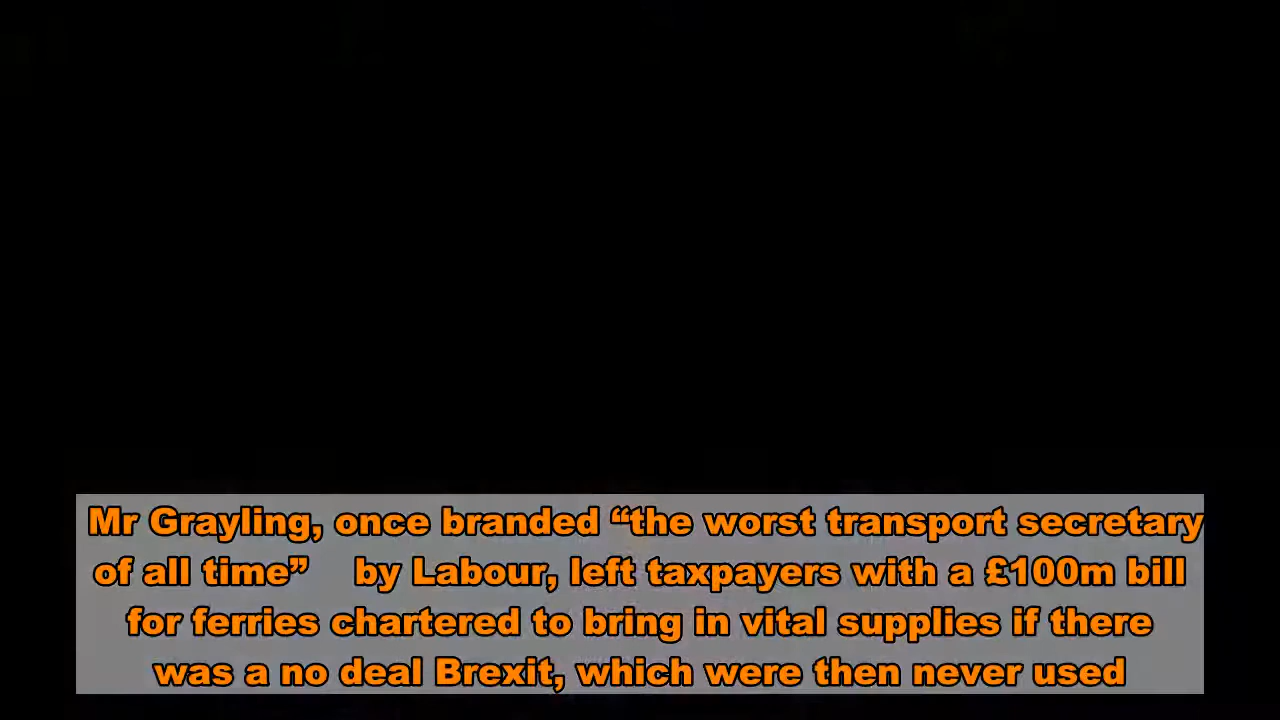 Mr Grayling, once branded “the worst transport secretary
of all time” by Labour, left taxpayers with a £100m bill
for ferries chartered to bring in vital supplies if there
was a no deal Brexit, which were then never used